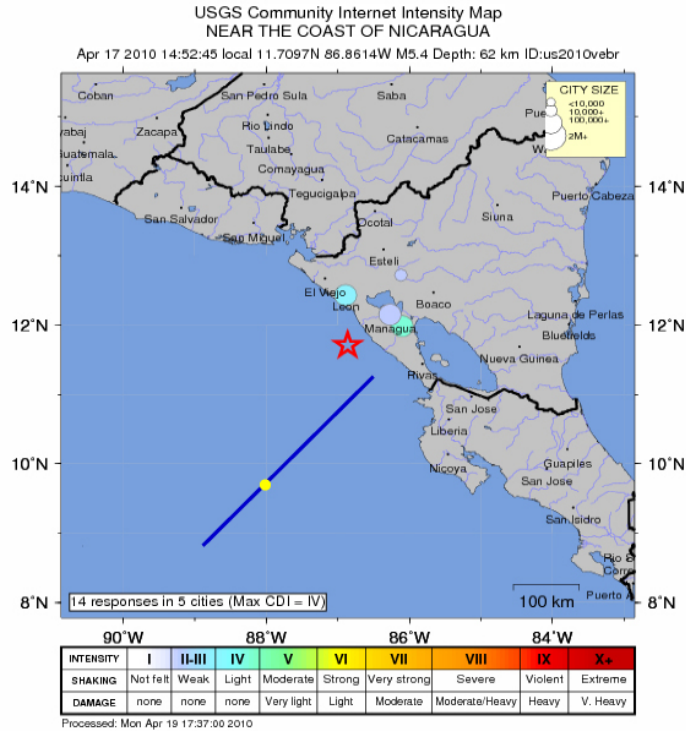 USGS Community Internet Intensity Map
NEAR THE COAST OF NICARAGUA
Apr 17 2010 14:52:45 local 11.7097N 86.8614W M5.4 Depth: 62 km ID:us2010vebr
CITY SIZE
<10,000
10,000+
100,000+
2M+
Coban
San Pedro Sula
Saba
Zacapa
Rio Lindo
Catacamas
Guatemala
Taulabe
Comayagua
Tegucigalpa
Puerto Cabeza
14°N
14°N
San Salvador
San Miguel
Ocotal
Siuna
Esteli
El Viejo
Leon
Boaco
Laguna de Perlas
12°N
12°N
Managua
Bluefields
Nueva Guinea
Rivas
San Jose
Liberia
10°N
10°N
Nicoya
Guapiles
San Jose
San Isidro
8°N
8°N
14 responses in 5 cities (Max CDI = IV)
100 km
Puerto
90°W 88°W 86°W 84°W
INTENSITY I II-III IV V VI VII VIII IX X+
SHAKING Not felt Weak Light Moderate Strong Very strong Severe Violent Extreme
DAMAGE none none none Very light Light Moderate Moderate/Heavy Heavy V. Heavy
Processed: Mon Apr 19 17:37:00 2010